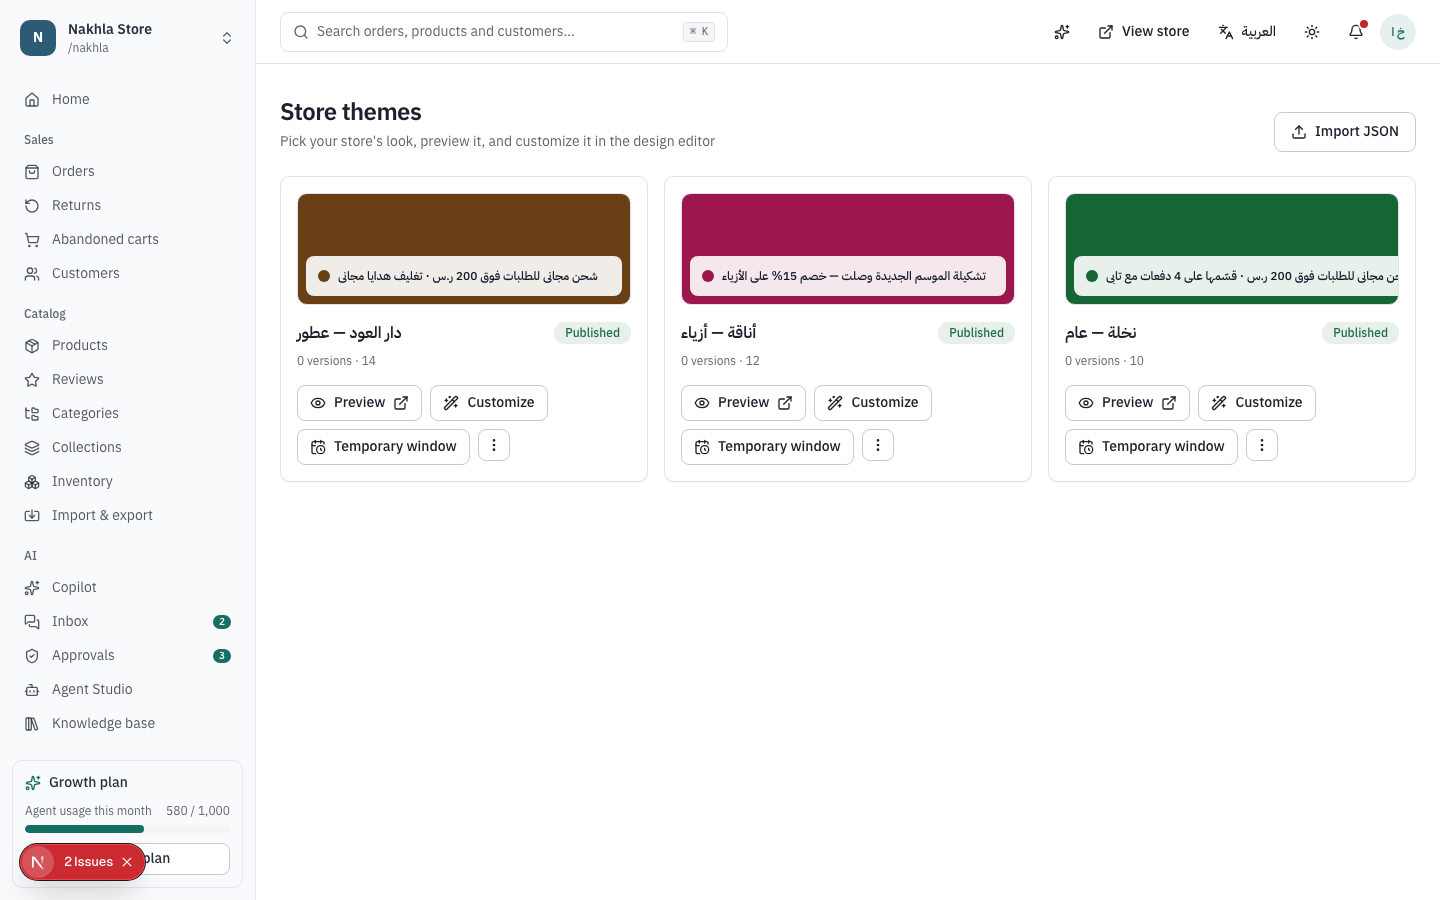 N
Nakhla Store
/nakhla
Home
Sales
Orders
Returns
Abandoned carts
Customers
Catalog
Products
Reviews
Categories
Collections
Inventory
Import & export
AI
Copilot
Inbox 2
Approvals 3
Agent Studio
Knowledge base
Growth plan
Agent usage this month 580 / 1,000
plan
2 Issues
Search orders, products and customers... ⌘ K
View store
العربية
خ ا
Store themes
Pick your store's look, preview it, and customize it in the design editor
Import JSON
شحن مجاني للطلبات فوق 200 ر.س · تغليف هدايا مجاني
دار العود — عطور
Published
0 versions · 14
Preview
Customize
Temporary window
تشكيلة الموسم الجديدة وصلت — خصم 15% على الأزياء
أناقة — أزياء
Published
0 versions · 12
Preview
Customize
Temporary window
مجاني للطلبات فوق 200 ر.س · قسّمها على 4 دفعات مع تابي
نخلة — عام
Published
0 versions · 10
Preview
Customize
Temporary window